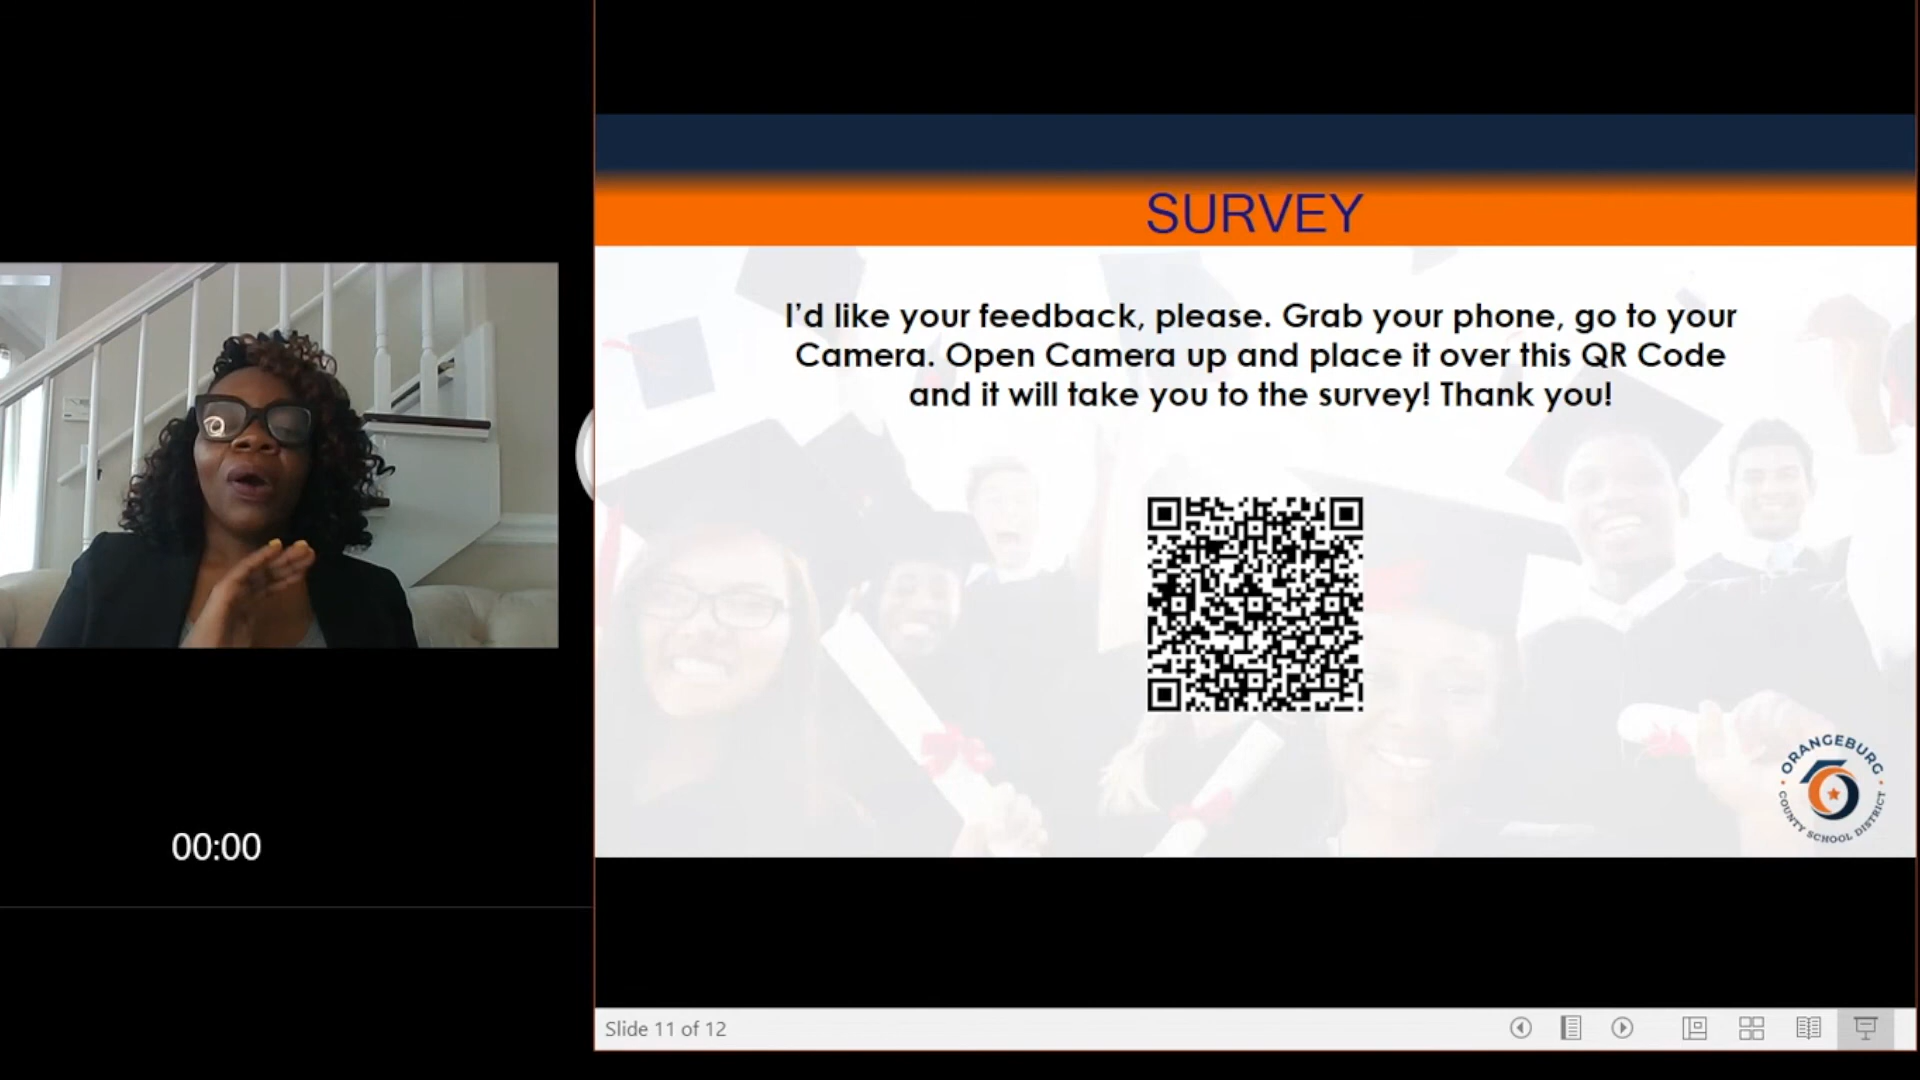 SURVEY
I'd like your feedback, please. Grab your phone, go to your
Camera. Open Camera up and place it over this QR Code
and it will take you to the survey! Thank you!
ORANGEBURG
COUNTY SCHOOL DISTRICT
00:00
Slide 11 of 12